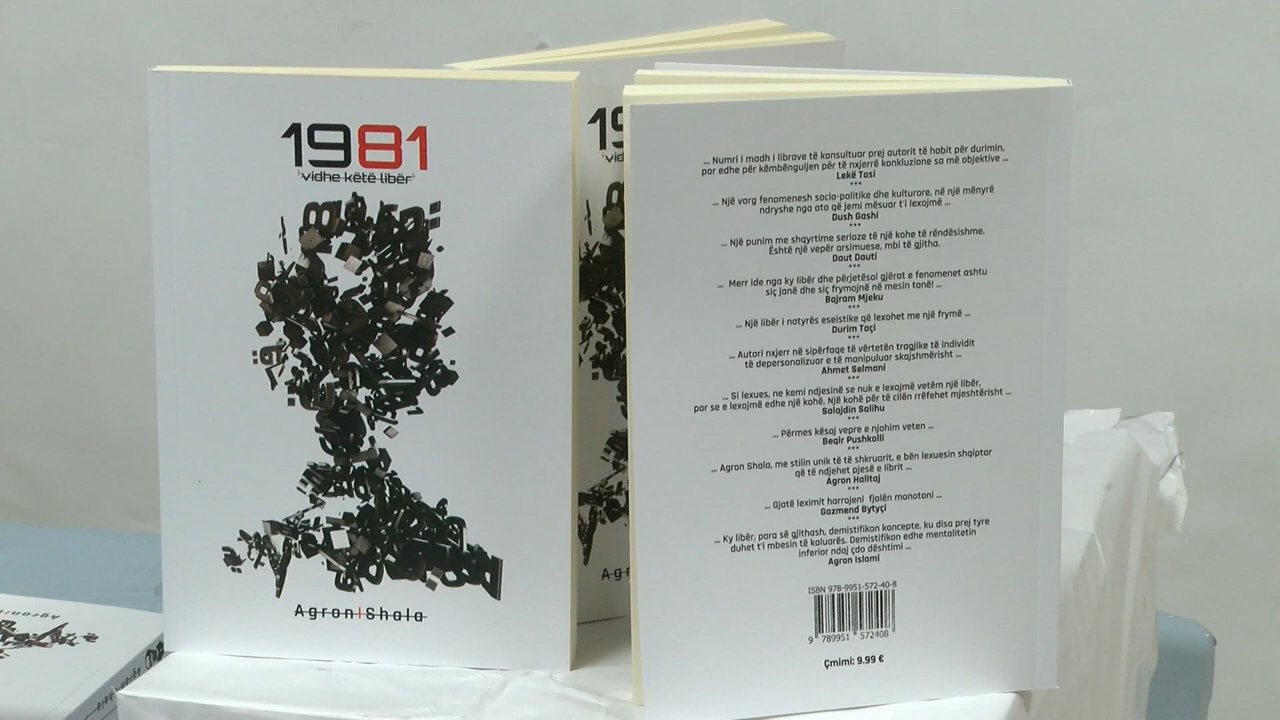 1981
vidhe këtë libër
Agron Shala
19
vid
Agr
... Numri i madh i librave të konsultuar prej autorit të habit për durimin,
por edhe për këmbënguljen për të nxjerrë konkluzione sa më objektive ...
Lekë Tasi
***
... Një varg fenomenesh socio-politike dhe kulturore, në një mënyrë
ndryshe nga ato që jemi mësuar t'i lexojmë ...
Dush Gashi
***
... Një punim me shqyrtime serioze të një kohe të rëndësishme.
Është një vepër arsimuese, mbi të gjitha.
Daut Dauti
***
... Merr ide nga ky libër dhe përjetësoi gjërat e fenomenet ashtu
siç janë dhe siç frymojnë në mesin tonë! ...
Bajram Mjeku
***
... Një libër i natyrës eseistike që lexohet me një frymë ...
Durim Taçi
***
... Autori nxjerr në sipërfaqe të vërtetën tragjike të individit
të depersonalizuar e të manipuluar skajshmërisht ...
Ahmet Selmani
***
... Si lexues, ne kemi ndjesinë se nuk e lexojmë vetëm një libër,
por se e lexojmë edhe një kohë. Një kohë për të cilën rrëfehet mjeshtërisht ...
Salajdin Salihu
***
... Përmes kësaj vepre e njohim veten ...
Beqir Pushkolli
***
... Agron Shala, me stilin unik të të shkruarit, e bën lexuesin shqiptar
që të ndjehet pjesë e librit ...
Agron Halitaj
***
... Gjatë leximit harrojeni fjalën monotoni ...
Gazmend Bytyçi
***
... Ky libër, para së gjithash, demistifikon koncepte, ku disa prej tyre
duhet t'i mbesin të kaluarës. Demistifikon edhe mentalitetin
inferior ndaj çdo dështimi ...
Agron Islami
ISBN 978-9951-572-40-8
9 789951 572408
Çmimi: 9.99 €